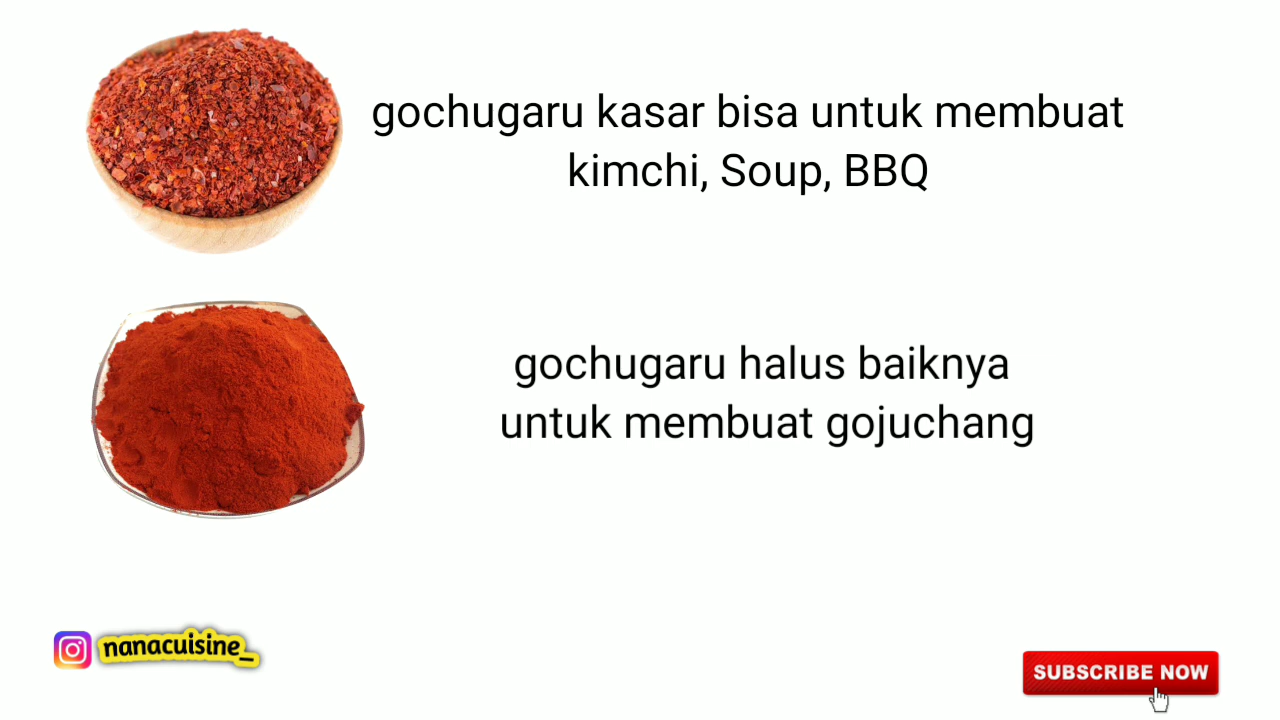 gochugaru kasar bisa untuk membuat
kimchi, Soup, BBQ
gochugaru halus baiknya
untuk membuat gojuchang
nanacuisine_
SUBSCRIBE NOW